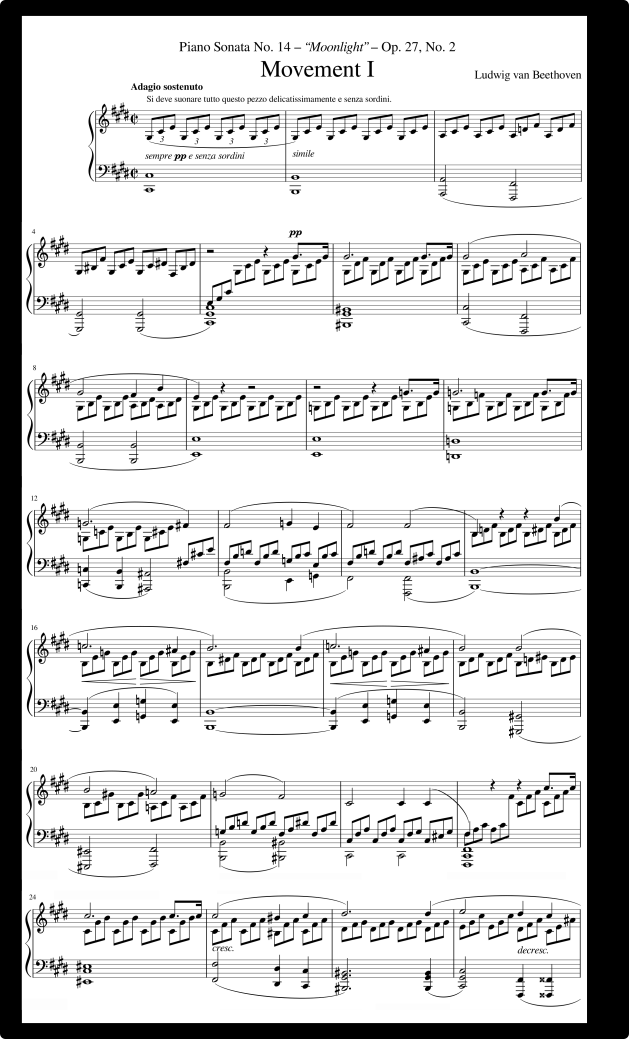 Piano Sonata No. 14 – “Moonlight” – Op. 27, No. 2
Movement I
Ludwig van Beethoven
Adagio sostenuto
Si deve suonare tutto questo pezzo delicatissimamente e senza sordini.
3 3 3 3
sempre pp e senza sordini
simile
4
pp
8
12
16
20
24
cresc.
decresc.